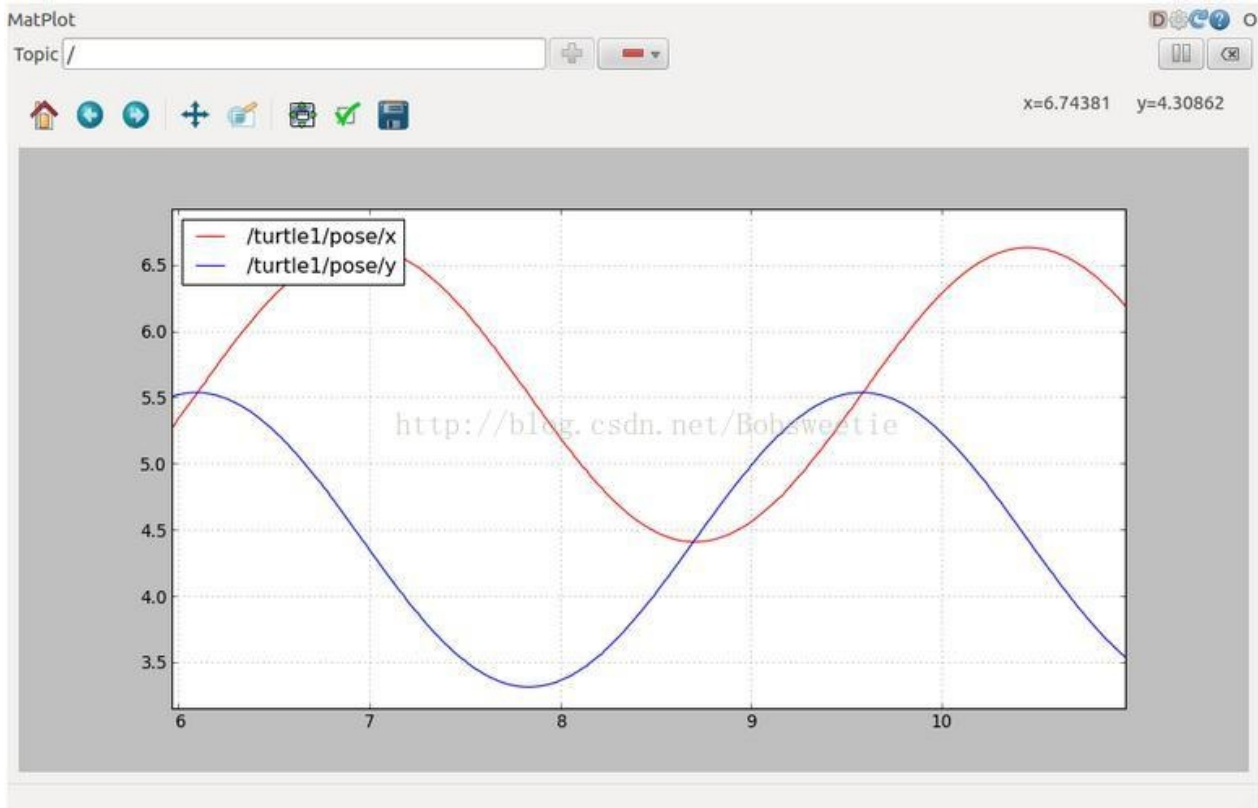 MatPlot
D O
Topic /
x=6.74381 y=4.30862
/turtle1/pose/x
/turtle1/pose/y
6.5
6.0
5.5
5.0
4.5
4.0
3.5
http://blog.csdn.net/Bobsweetie
6 7 8 9 10